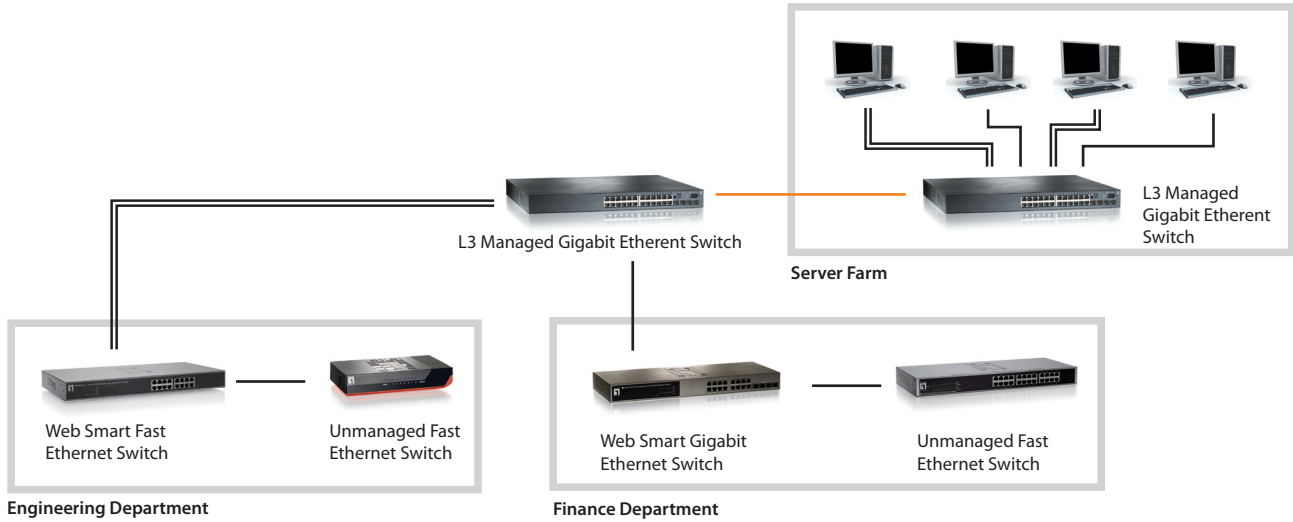 L3 Managed
Gigabit Etherent
Switch
L3 Managed Gigabit Etherent Switch
Server Farm
Web Smart Fast
Ethernet Switch
Unmanaged Fast
Ethernet Switch
Engineering Department
Web Smart Gigabit
Ethernet Switch
Unmanaged Fast
Ethernet Switch
Finance Department